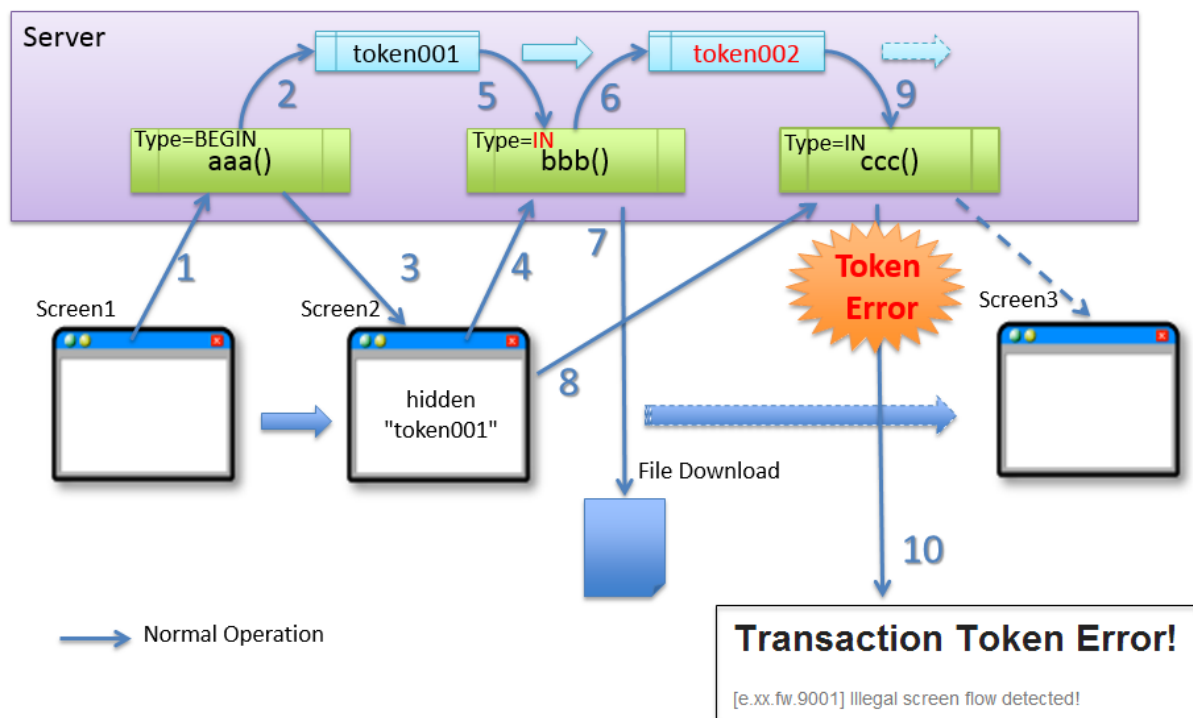 Server
token001
token002
2
5
6
9
Type=BEGIN
aaa()
Type=IN
bbb()
Type=IN
ccc()
1
3
4
7
8
Token
Error
Screen1
Screen2
Screen3
hidden
"token001"
File Download
10
Normal Operation
Transaction Token Error!
[e.xx.fw.9001] Illegal screen flow detected!